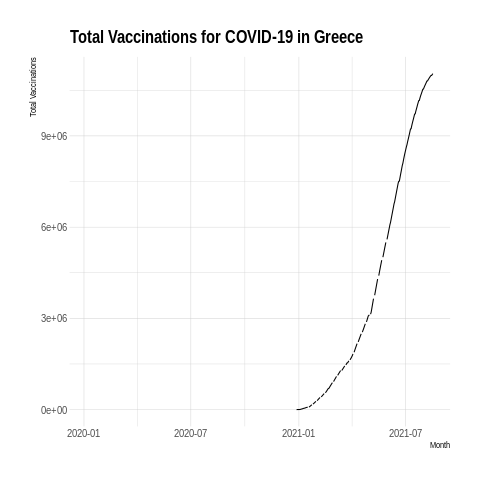 Total Vaccinations for COVID-19 in Greece
Total Vaccinations
9e+06
6e+06
3e+06
0e+00
2020-01 2020-07 2021-01 2021-07
Month